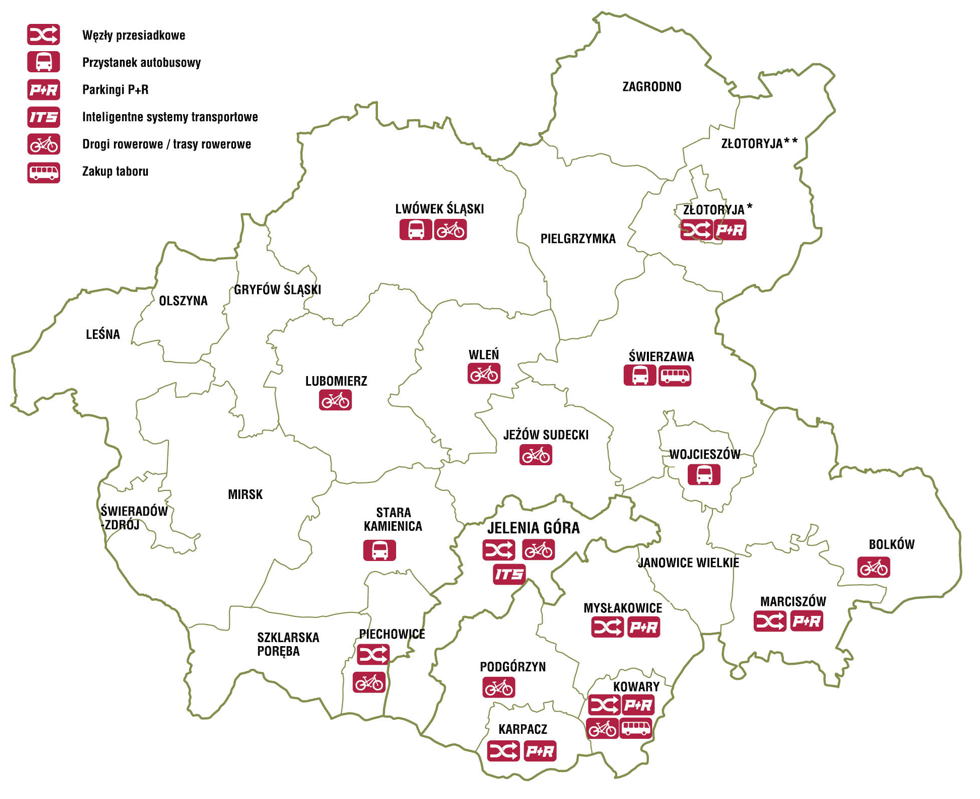 Węzły przesiadkowe
Przystanek autobusowy
P+R Parkingi P+R
ITS Inteligentne systemy transportowe
Drogi rowerowe / trasy rowerowe
Zakup taboru
ZAGRODNO
ZŁOTORYJA**
LWÓWEK ŚLĄSKI
ZŁOTORYJA*
P+R
PIELGRZYMKA
GRYFÓW ŚLĄSKI
OLSZYNA
LEŚNA
WLEŃ
ŚWIERZAWA
LUBOMIERZ
JEŻÓW SUDECKI
WOJCIESZÓW
MIRSK
ŚWIERADÓW
-ZDRÓJ
STARA
KAMIENICA
JELENIA GÓRA
ITS
BOLKÓW
JANOWICE WIELKIE
MARCISZÓW
P+R
MYSŁAKOWICE
P+R
SZKLARSKA
PORĘBA
PIECHOWICE
PODGÓRZYN
KOWARY
P+R
KARPACZ
P+R